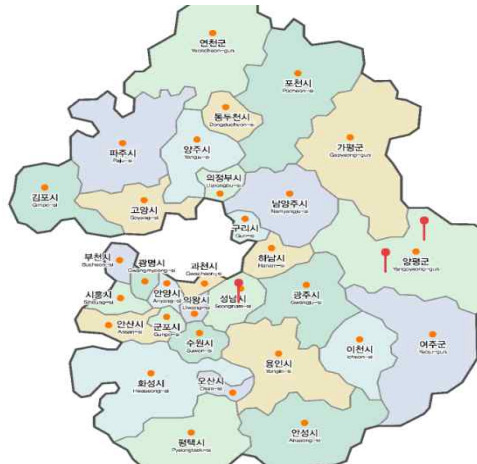 연천군
Yeoncheon-gun
포천시
Pocheon-si
동두천시
Dongducheon-si
가평군
Gapyeong-gun
파주시
Paju-si
양주시
Yangju-si
의정부시
Uijeongbu-si
김포시
Gimpo-si
고양시
Goyang-si
남양주시
Namyangju-si
구리시
Guri-si
부천시
Bucheon-si
광명시
Gwangmyeong-si
과천시
Gwacheon-si
하남시
Hanam-si
양평군
Yangpyeong-gun
시흥시
Siheung-si
안양시
Anyang-si
의왕시
Uiwang-si
성남시
Seongnam-si
광주시
Gwangju-si
안산시
Ansan-si
군포시
Gunpo-si
수원시
Suwon-si
용인시
Yongin-si
이천시
Icheon-si
여주군
Yeoju-gun
화성시
Hwaseong-si
오산시
Osan-si
평택시
Pyeongtaek-si
안성시
Anseong-si